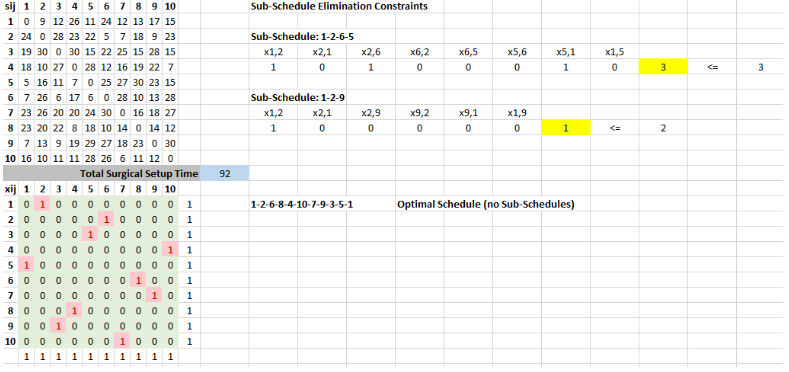 sij 1 2 3 4 5 6 7 8 9 10 Sub-Schedule Elimination Constraints
1 0 9 12 26 11 24 12 13 17 15
2 24 0 28 23 22 5 7 18 9 23 Sub-Schedule: 1-2-6-5
3 19 30 0 30 15 22 25 15 28 15 x1,2 x2,1 x2,6 x6,2 x6,5 x5,6 x5,1 x1,5
4 18 10 27 0 28 12 16 19 22 7 1 0 1 0 0 0 1 0 3 <= 3
5 5 16 11 7 0 25 27 30 23 15
6 7 26 6 17 6 0 28 10 13 28 Sub-Schedule: 1-2-9
7 23 26 20 20 24 30 0 16 18 27 x1,2 x2,1 x2,9 x9,2 x9,1 x1,9
8 23 20 22 8 18 10 14 0 14 12 1 0 0 0 0 0 1 <= 2
9 7 13 9 19 29 27 18 23 0 30
10 16 10 11 11 28 26 6 11 12 0
Total Surgical Setup Time 92
xij 1 2 3 4 5 6 7 8 9 10
1 0 1 0 0 0 0 0 0 0 0 1 1-2-6-8-4-10-7-9-3-5-1 Optimal Schedule (no Sub-Schedules)
2 0 0 0 0 0 1 0 0 0 0 1
3 0 0 0 0 1 0 0 0 0 0 1
4 0 0 0 0 0 0 0 0 0 1 1
5 1 0 0 0 0 0 0 0 0 0 1
6 0 0 0 0 0 0 0 1 0 0 1
7 0 0 0 0 0 0 0 0 1 0 1
8 0 0 0 1 0 0 0 0 0 0 1
9 0 0 1 0 0 0 0 0 0 0 1
10 0 0 0 0 0 0 1 0 0 0 1
1 1 1 1 1 1 1 1 1 1